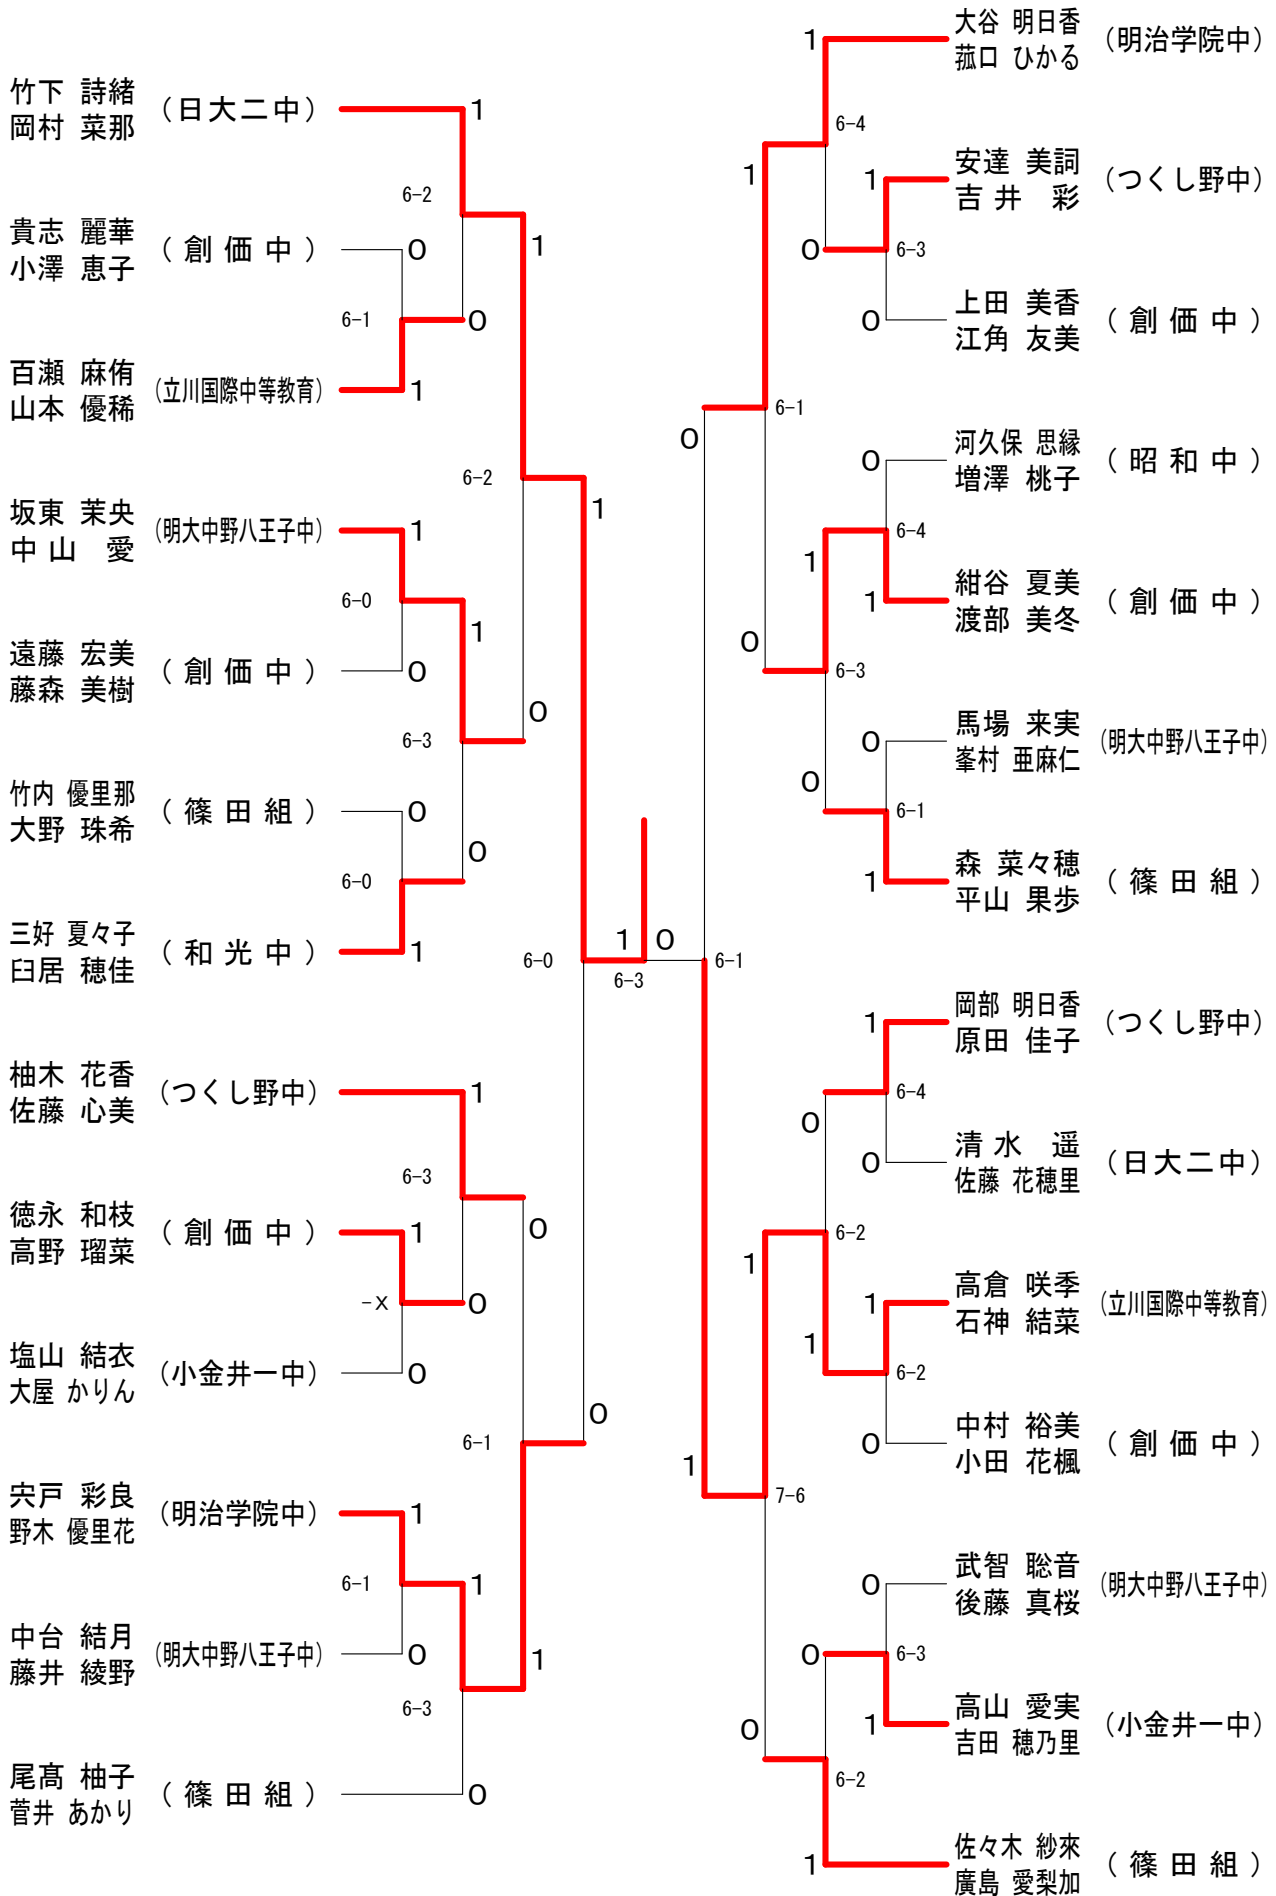 竹下 詩緒
岡村 菜那
(日大二中)
1
6-2
貴志 麗華
小澤 恵子
(創価中)
0
1
6-1
0
百瀬 麻侑
山本 優稀
(立川国際中等教育)
1
6-2
坂東 茉央
中山 愛
(明大中野八王子中)
1
1
6-0
1
遠藤 宏美
藤森 美樹
(創価中)
0
0
6-3
竹内 優里那
大野 珠希
(篠田組)
0
0
6-0
三好 夏々子
臼居 穂佳
(和光中)
1
6-0
1
0
6-3
柚木 花香
佐藤 心美
(つくし野中)
1
6-3
徳永 和枝
高野 瑠菜
(創価中)
1
0
-X
0
塩山 結衣
大屋 かりん
(小金井一中)
0
0
6-1
宍戸 彩良
野木 優里花
(明治学院中)
1
6-1
1
中台 結月
藤井 綾野
(明大中野八王子中)
0
1
6-3
尾髙 柚子
菅井 あかり
(篠田組)
0
1
大谷 明日香
菰口 ひかる
(明治学院中)
6-4
1
1
安達 美詞
吉井 彩
(つくし野中)
0
6-3
0
上田 美香
江角 友美
(創価中)
6-1
0
0
河久保 思縁
増澤 桃子
(昭和中)
6-4
1
1
紺谷 夏美
渡部 美冬
(創価中)
0
6-3
0
馬場 来実
峯村 亜麻仁
(明大中野八王子中)
0
6-1
1
森 菜々穂
平山 果歩
(篠田組)
6-1
1
岡部 明日香
原田 佳子
(つくし野中)
6-4
0
0
清水 遥
佐藤 花穂里
(日大二中)
6-2
1
1
高倉 咲季
石神 結菜
(立川国際中等教育)
1
6-2
0
中村 裕美
小田 花楓
(創価中)
1
7-6
0
武智 聡音
後藤 真桜
(明大中野八王子中)
0
6-3
1
高山 愛実
吉田 穂乃里
(小金井一中)
0
6-2
1
佐々木 紗來
廣島 愛梨加
(篠田組)